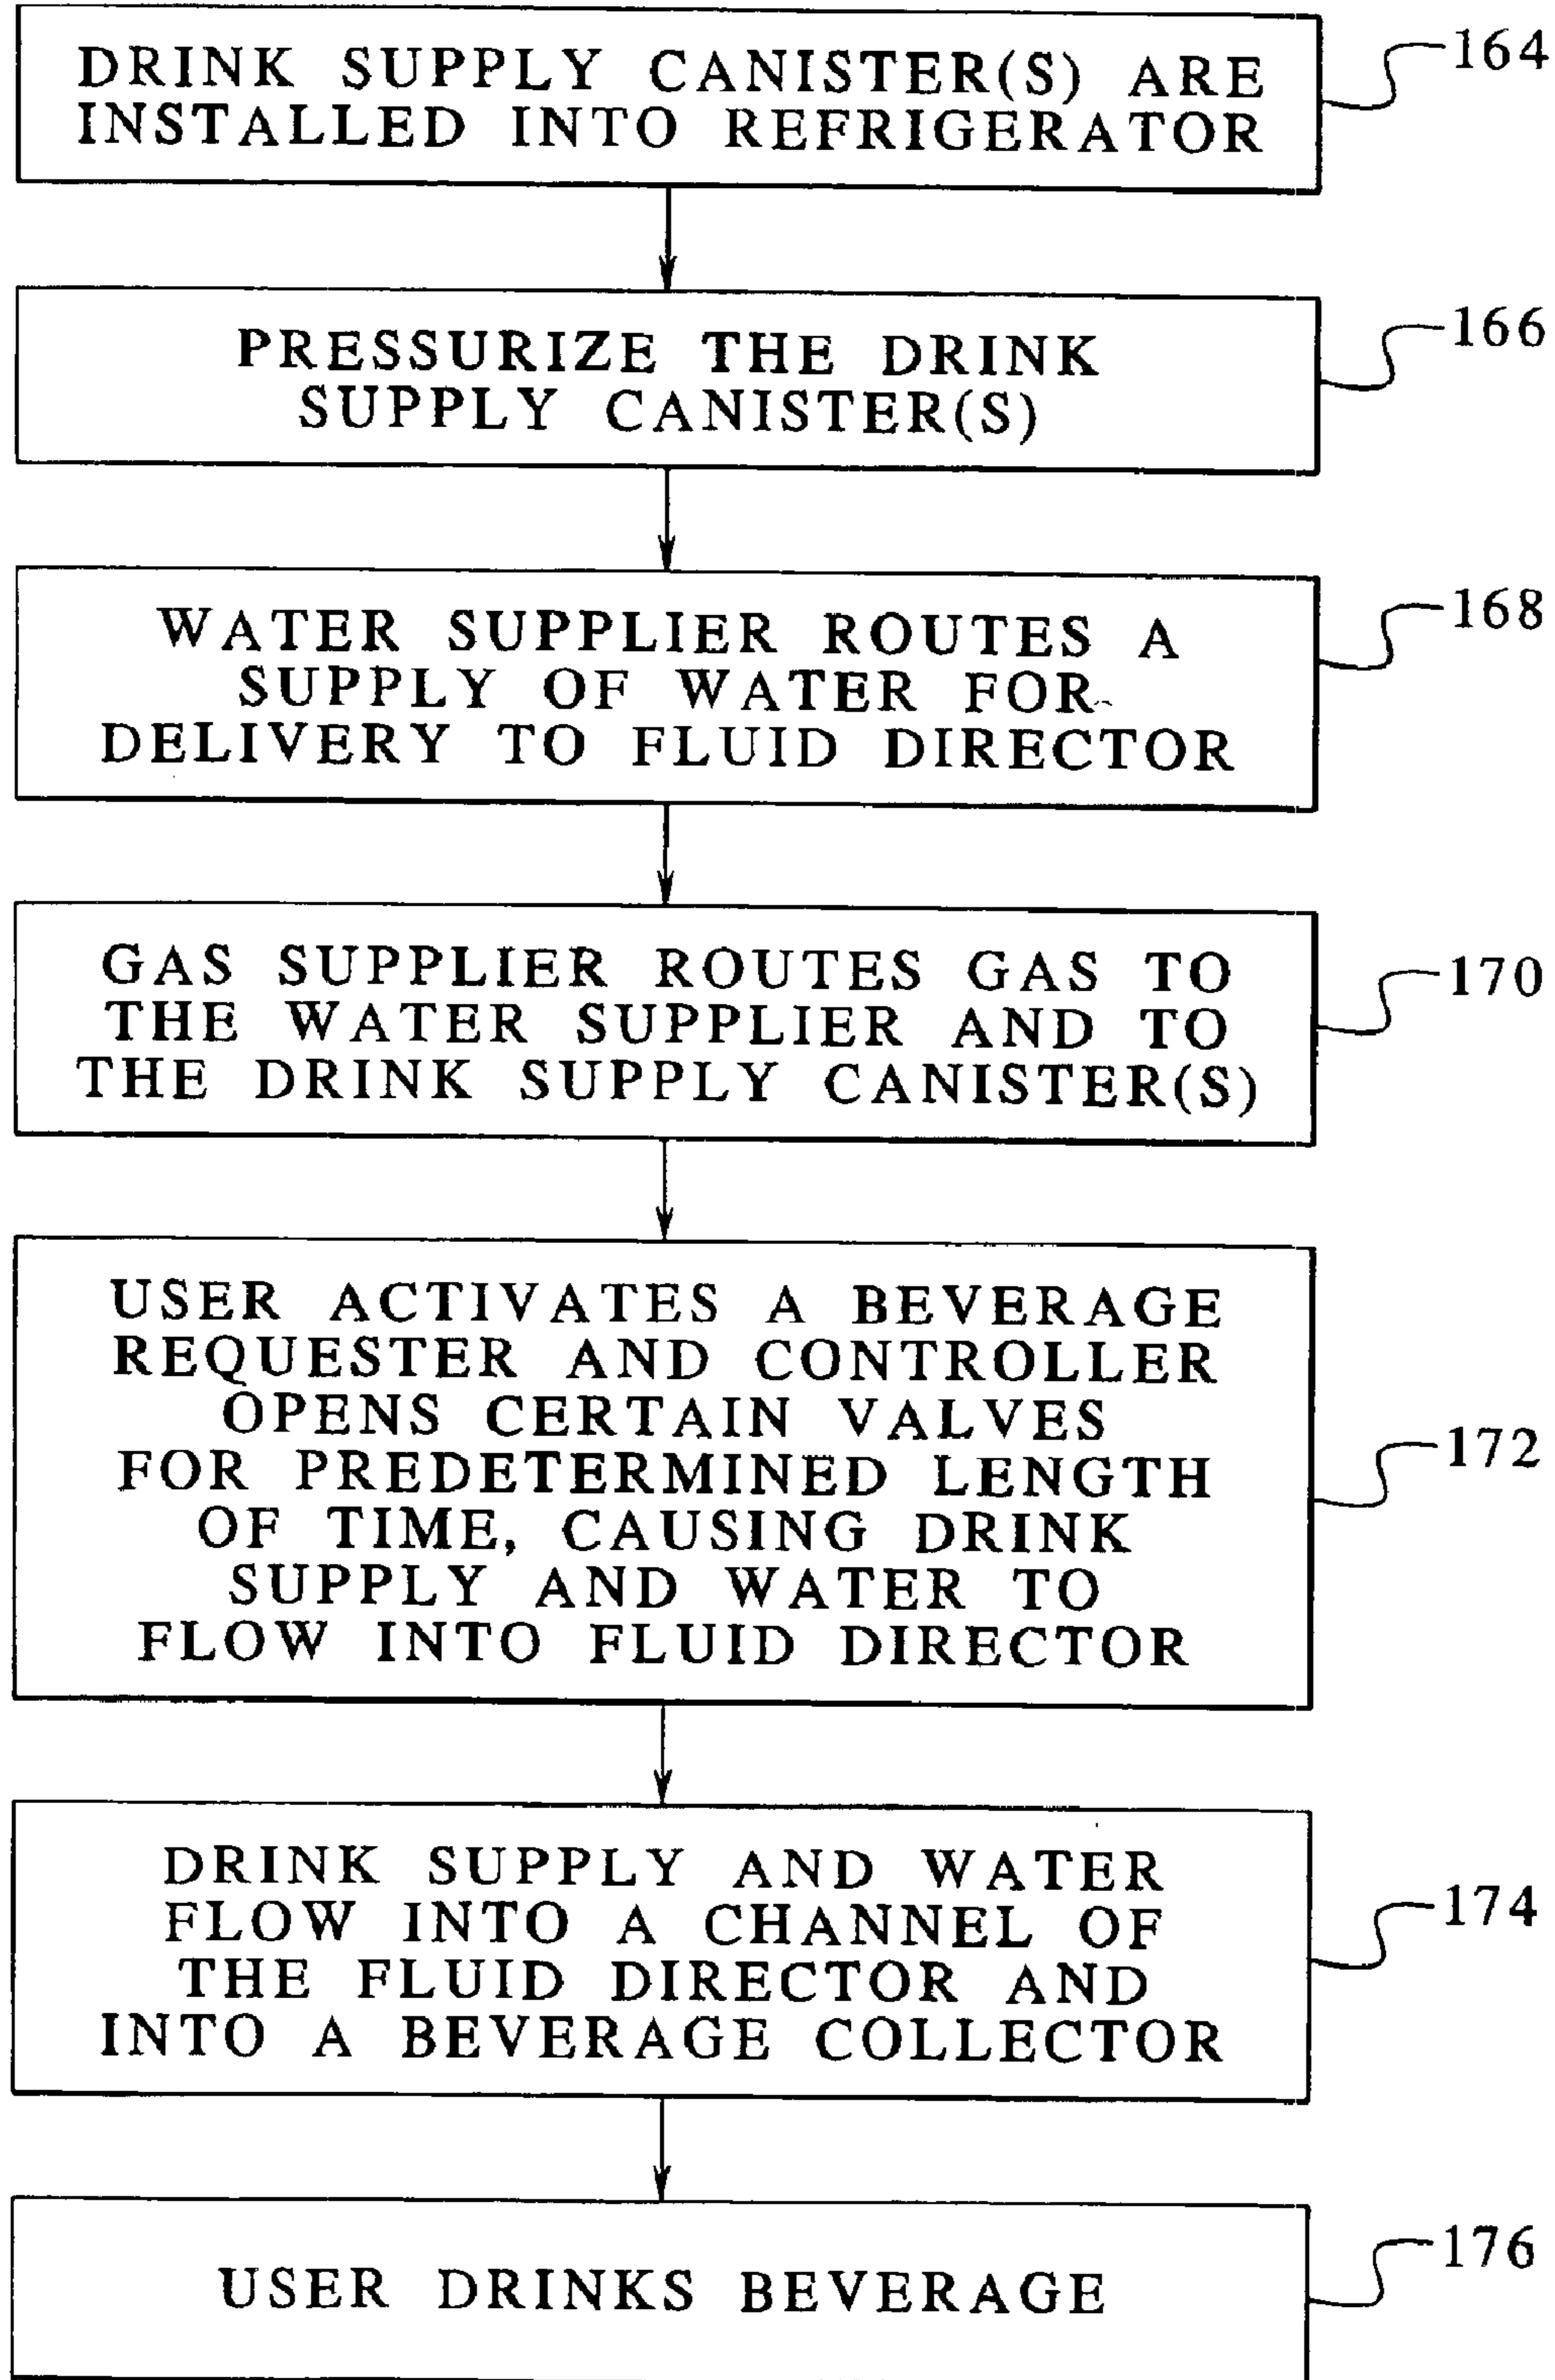 DRINK SUPPLY CANISTER(S) ARE
INSTALLED INTO REFRIGERATOR
164
PRESSURIZE THE DRINK
SUPPLY CANISTER(S)
166
WATER SUPPLIER ROUTES A
SUPPLY OF WATER FOR
DELIVERY TO FLUID DIRECTOR
168
GAS SUPPLIER ROUTES GAS TO
THE WATER SUPPLIER AND TO
THE DRINK SUPPLY CANISTER(S)
170
USER ACTIVATES A BEVERAGE
REQUESTER AND CONTROLLER
OPENS CERTAIN VALVES
FOR PREDETERMINED LENGTH
OF TIME, CAUSING DRINK
SUPPLY AND WATER TO
FLOW INTO FLUID DIRECTOR
172
DRINK SUPPLY AND WATER
FLOW INTO A CHANNEL OF
THE FLUID DIRECTOR AND
INTO A BEVERAGE COLLECTOR
174
USER DRINKS BEVERAGE
176